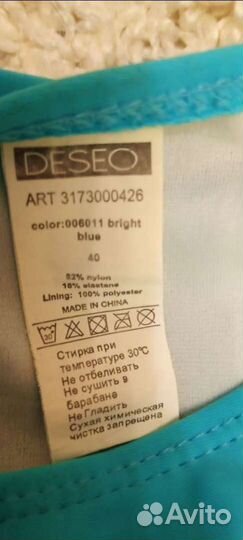 DESEO
ART 3173000426
color:006011 bright
blue
40
82% nylon
18% elastane
Lining: 100% polyester
MADE IN CHINA
30
Стирка при
температуре 30℃
Не отбеливать
Не сушить в
барабане
Не Гладить
Сухая химическая
чистка запрещена
Avito